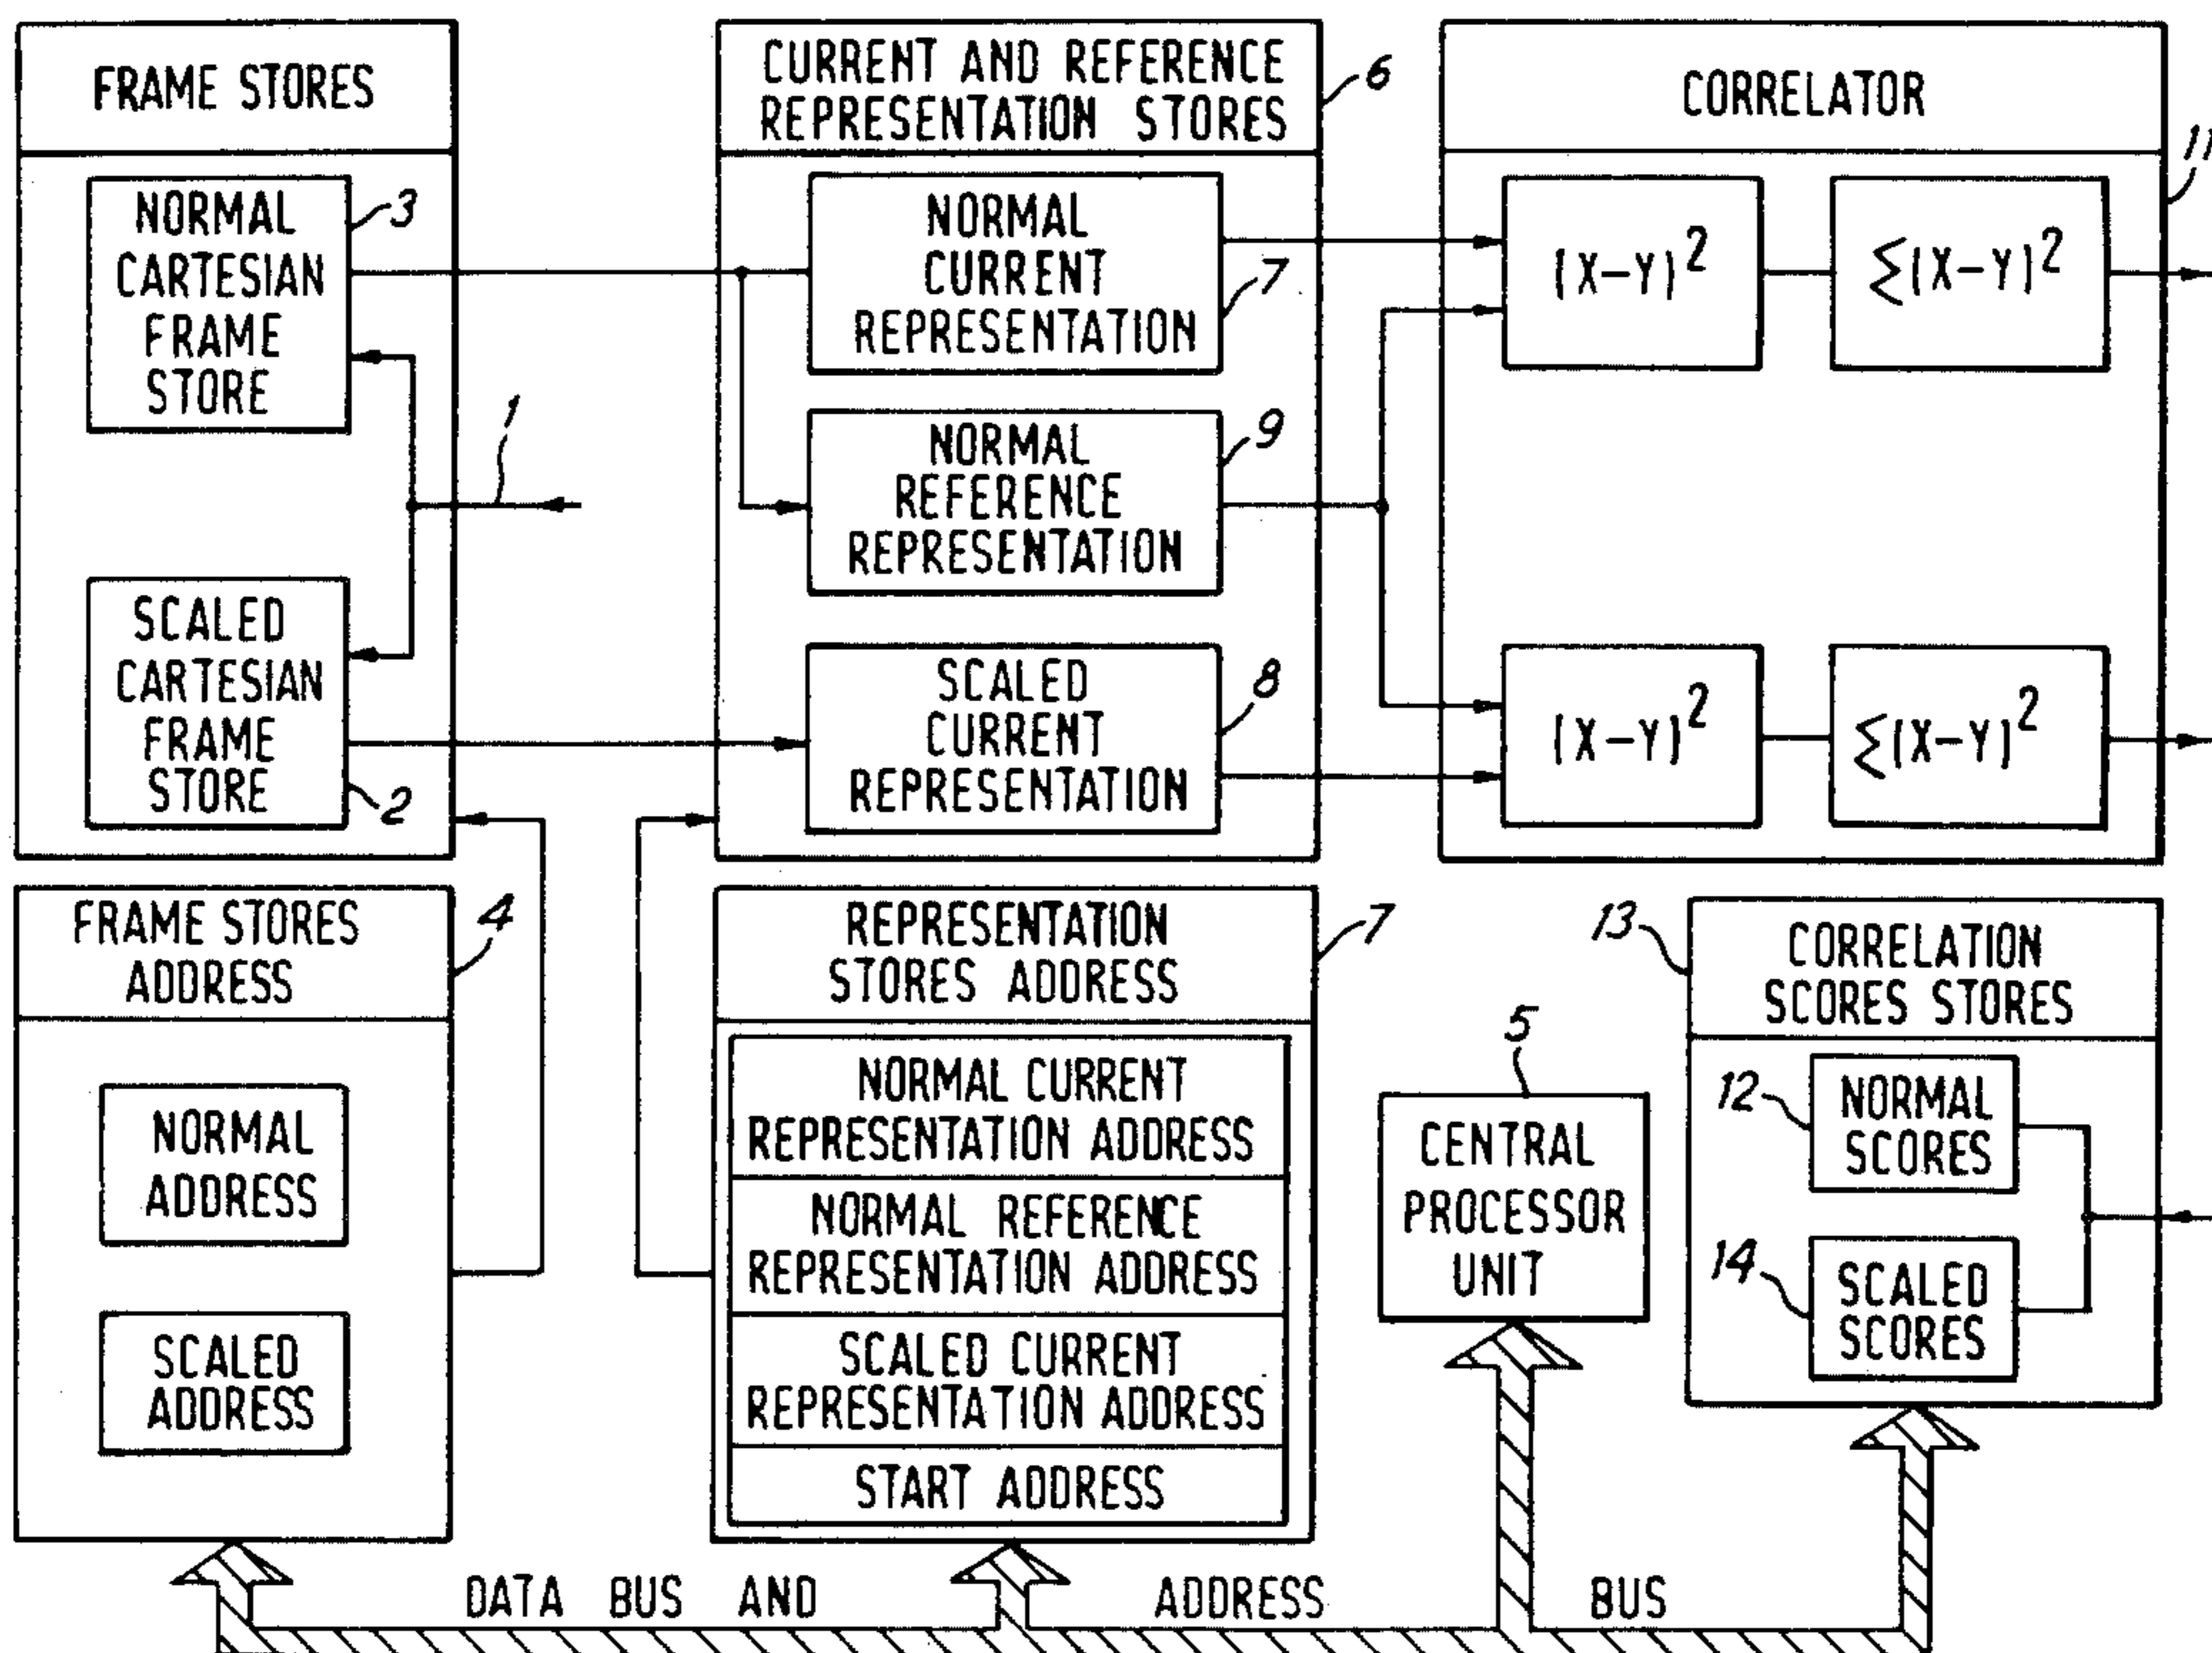 FRAME STORES
NORMAL
CARTESIAN
FRAME
STORE
3
1
SCALED
CARTESIAN
FRAME
STORE
2
CURRENT AND REFERENCE
REPRESENTATION STORES
6
NORMAL
CURRENT
REPRESENTATION
7
NORMAL
REFERENCE
REPRESENTATION
9
SCALED
CURRENT
REPRESENTATION
8
CORRELATOR
11
(X-Y)²
Σ(X-Y)²
(X-Y)²
Σ(X-Y)²
FRAME STORES
ADDRESS
4
NORMAL
ADDRESS
SCALED
ADDRESS
REPRESENTATION
STORES ADDRESS
7
NORMAL CURRENT
REPRESENTATION ADDRESS
NORMAL REFERENCE
REPRESENTATION ADDRESS
SCALED CURRENT
REPRESENTATION ADDRESS
START ADDRESS
5
CENTRAL
PROCESSOR
UNIT
13
CORRELATION
SCORES STORES
12
NORMAL
SCORES
14
SCALED
SCORES
DATA BUS AND ADDRESS BUS